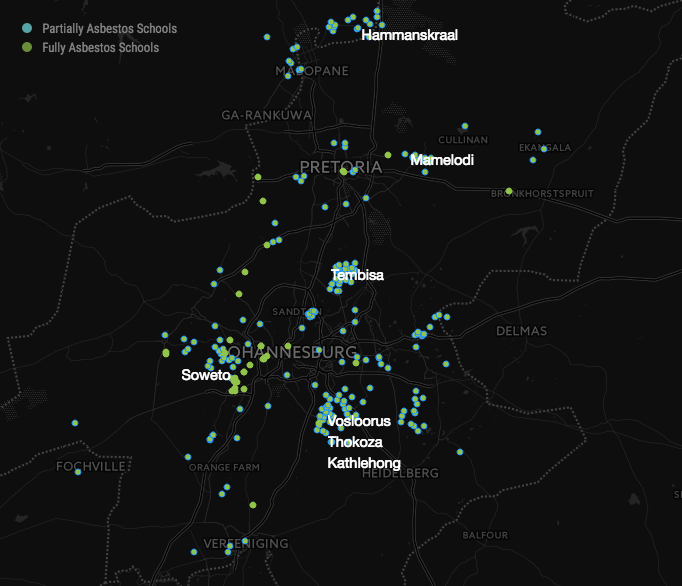 Partially Asbestos Schools
Fully Asbestos Schools
Hammanskraal
MABOPANE
GA-RANKUWA
CULLINAN
EKANGALA
Mamelodi
PRETORIA
BRONKHORSTSPRUIT
Tembisa
SANDTON
DELMAS
JOHANNESBURG
Soweto
Vosloorus
Thokoza
Kathlehong
FOCHVILLE
ORANGE FARM
HEIDELBERG
BALFOUR
VEREENIGING